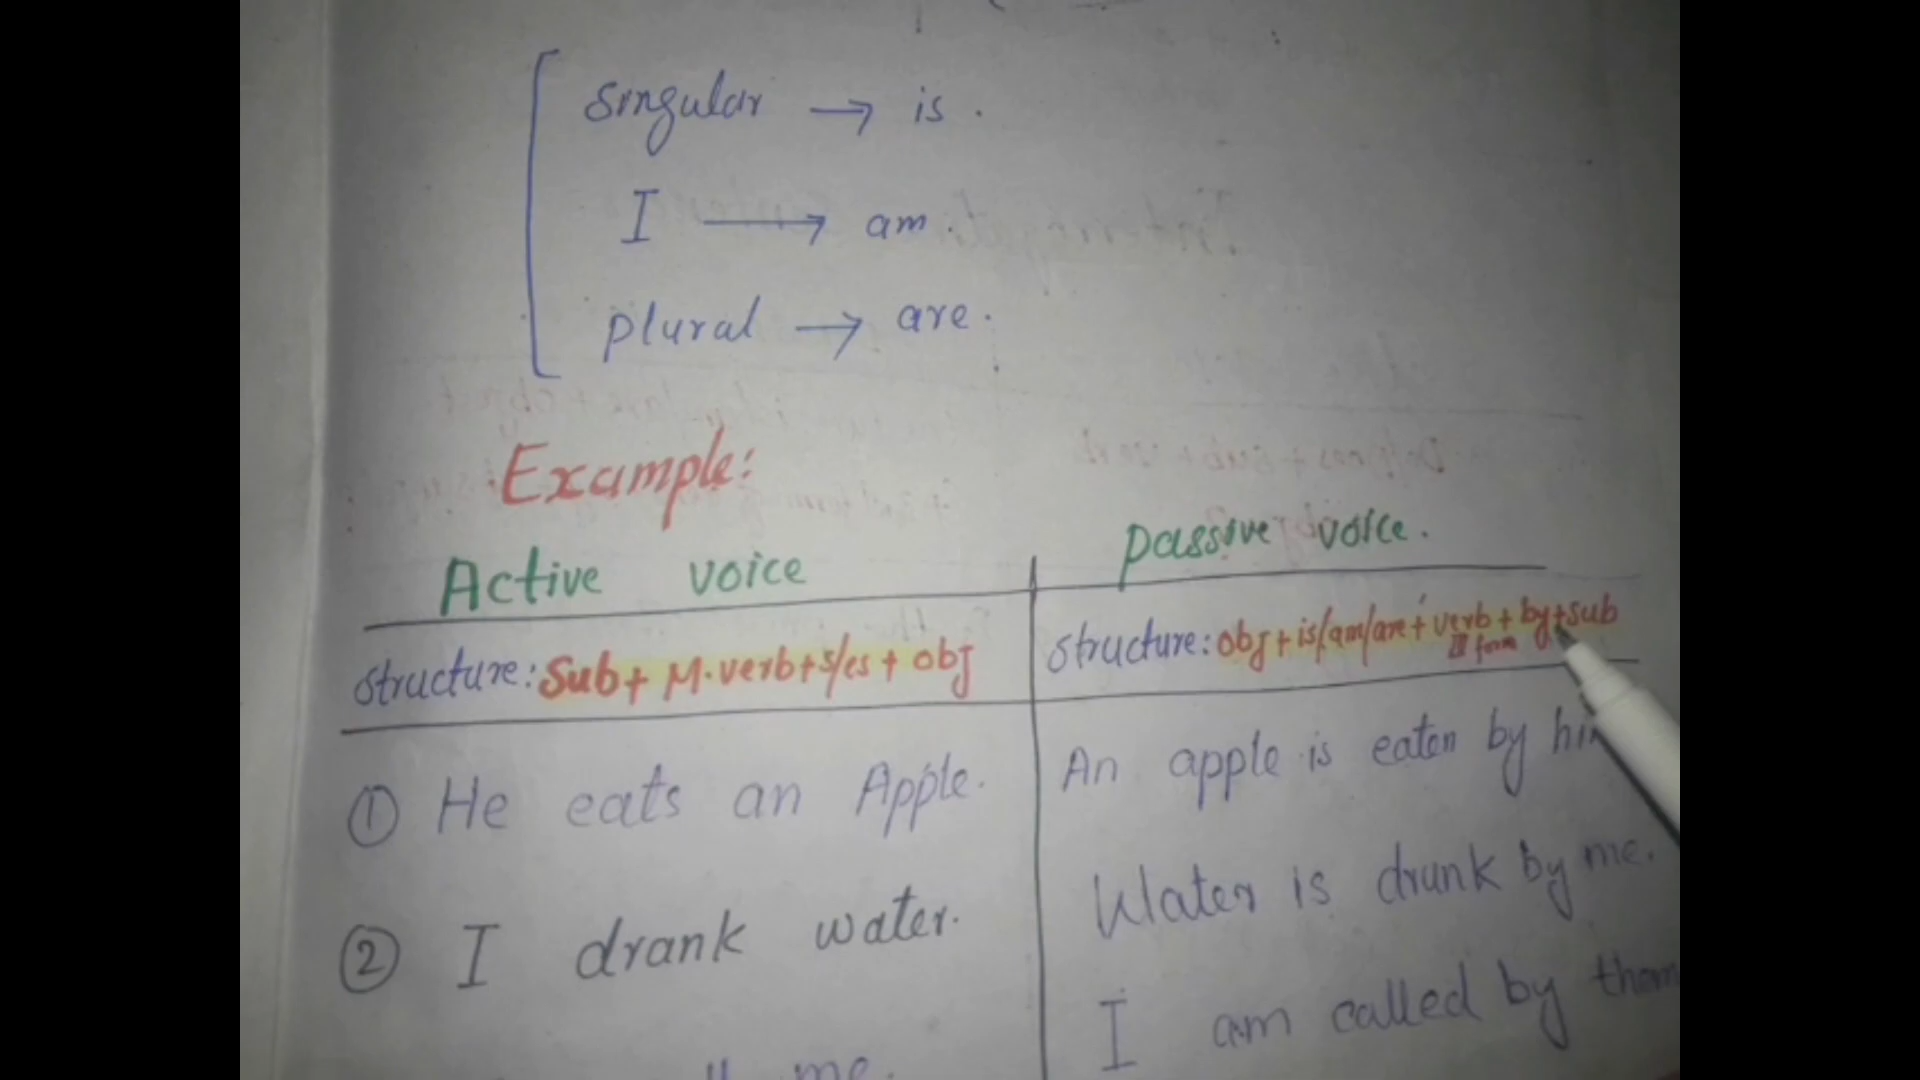 singular → is.
I → am.
plural → are.
Example:
Active voice
passive voice.
structure: Sub + M.verb + s/es + obj
structure: obj + is/am/are + verb + by + sub
III form
① He eats an Apple.
An apple is eaten by
② I drank water.
Water is drunk by me.
I am called by them
me.